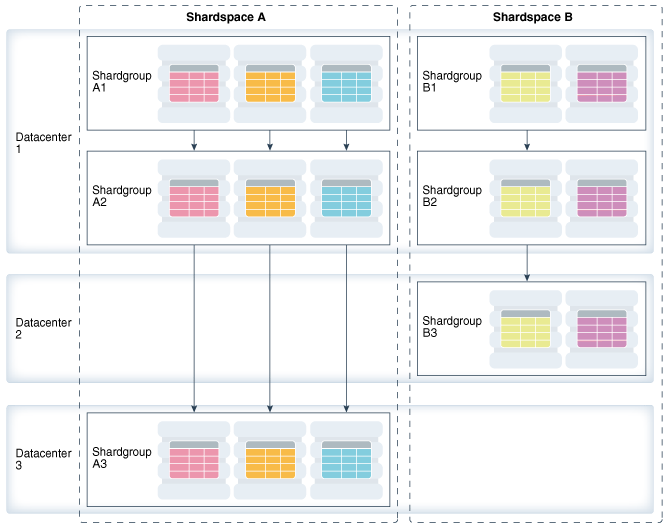 Shardspace A
Shardspace B
Datacenter
1
Shardgroup
A1
Shardgroup
B1
Shardgroup
A2
Shardgroup
B2
Datacenter
2
Shardgroup
B3
Datacenter
3
Shardgroup
A3